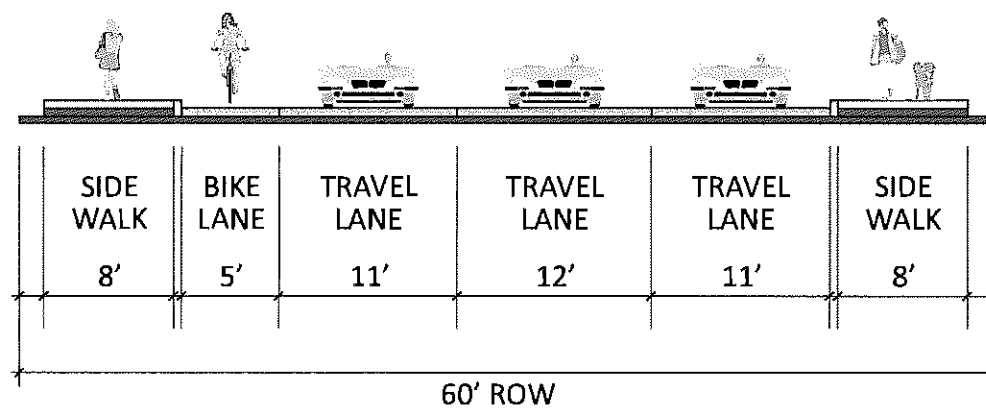 SIDE
WALK
8'
BIKE
LANE
5'
TRAVEL
LANE
11'
TRAVEL
LANE
12'
TRAVEL
LANE
11'
SIDE
WALK
8'
60' ROW